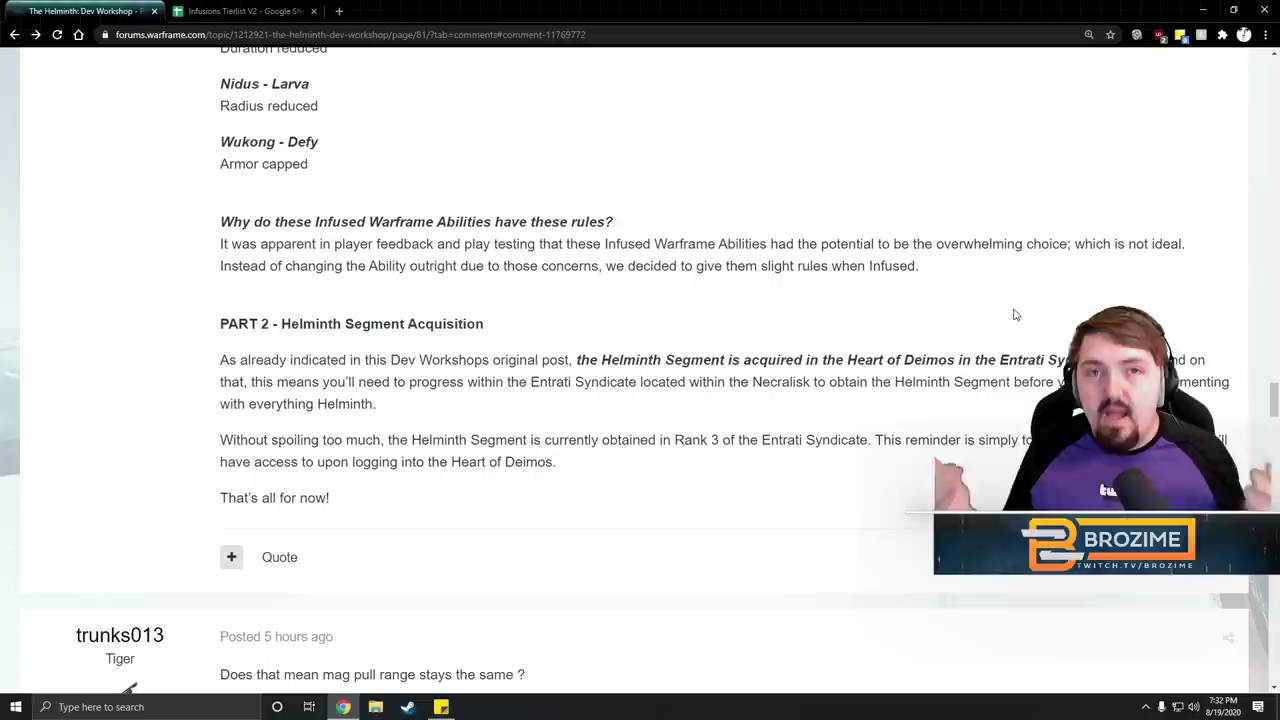 The Helminth: Dev Workshop - P
Infusions Tierlist V2 - Google Sh
forums.warframe.com/topic/1212921-the-helminth-dev-workshop/page/81/?tab=comments#comment-11769772
Duration reduced
Nidus - Larva
Radius reduced
Wukong - Defy
Armor capped
Why do these Infused Warframe Abilities have these rules?
It was apparent in player feedback and play testing that these Infused Warframe Abilities had the potential to be the overwhelming choice; which is not ideal.
Instead of changing the Ability outright due to those concerns, we decided to give them slight rules when Infused.
PART 2 - Helminth Segment Acquisition
As already indicated in this Dev Workshops original post, the Helminth Segment is acquired in the Heart of Deimos in the Entrati Sy nd on
that, this means you'll need to progress within the Entrati Syndicate located within the Necralisk to obtain the Helminth Segment before y menting
with everything Helminth.
Without spoiling too much, the Helminth Segment is currently obtained in Rank 3 of the Entrati Syndicate. This reminder is simply to ill
have access to upon logging into the Heart of Deimos.
That's all for now!
+ Quote
BROZIME
TWITCH.TV/BROZIME
trunks013
Tiger
Posted 5 hours ago
Does that mean mag pull range stays the same ?
Type here to search
7:32 PM
8/19/2020